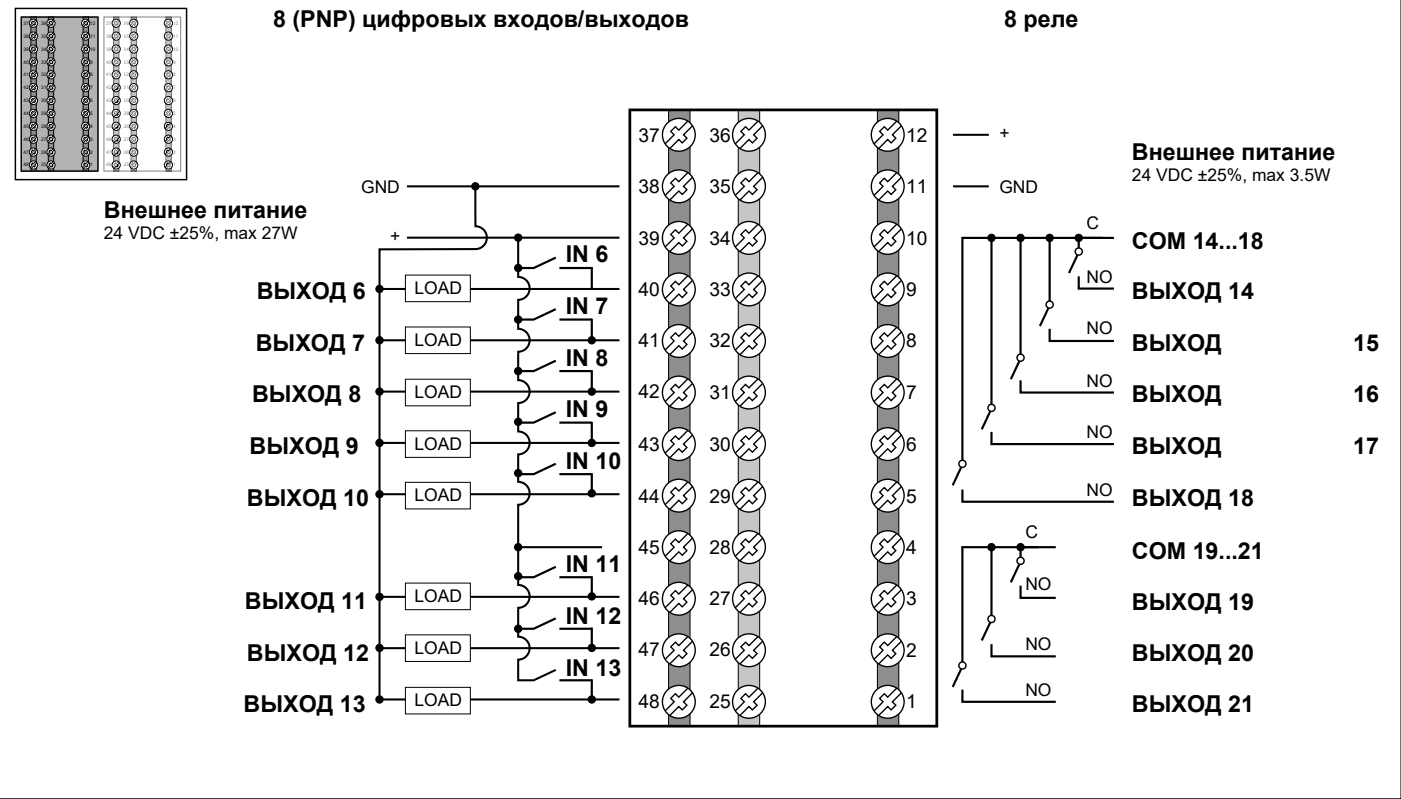 8 (PNP) цифровых входов/выходов
8 реле
37 36 12 +
Внешнее питание
24 VDC ±25%, max 3.5W
GND 38 35 11 GND
Внешнее питание
24 VDC ±25%, max 27W
+ 39 34 10 C COM 14...18
IN 6
ВЫХОД 6 LOAD 40 33 9 NO ВЫХОД 14
IN 7
ВЫХОД 7 LOAD 41 32 8 NO ВЫХОД 15
IN 8
ВЫХОД 8 LOAD 42 31 7 NO ВЫХОД 16
IN 9
ВЫХОД 9 LOAD 43 30 6 NO ВЫХОД 17
IN 10
ВЫХОД 10 LOAD 44 29 5 NO ВЫХОД 18
45 28 4 C COM 19...21
IN 11
ВЫХОД 11 LOAD 46 27 3 NO ВЫХОД 19
IN 12
ВЫХОД 12 LOAD 47 26 2 NO ВЫХОД 20
IN 13
ВЫХОД 13 LOAD 48 25 1 NO ВЫХОД 21